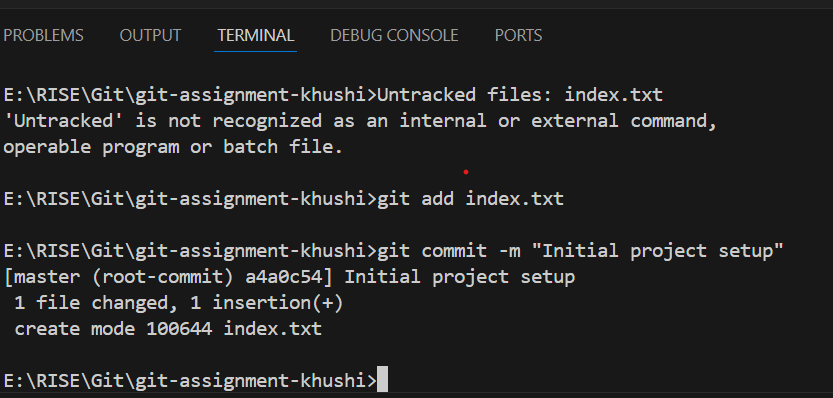 PROBLEMS OUTPUT TERMINAL DEBUG CONSOLE PORTS
E:\RISE\Git\git-assignment-khushi>Untracked files: index.txt
'Untracked' is not recognized as an internal or external command,
operable program or batch file.
E:\RISE\Git\git-assignment-khushi>git add index.txt
E:\RISE\Git\git-assignment-khushi>git commit -m "Initial project setup"
[master (root-commit) a4a0c54] Initial project setup
 1 file changed, 1 insertion(+)
 create mode 100644 index.txt
E:\RISE\Git\git-assignment-khushi>